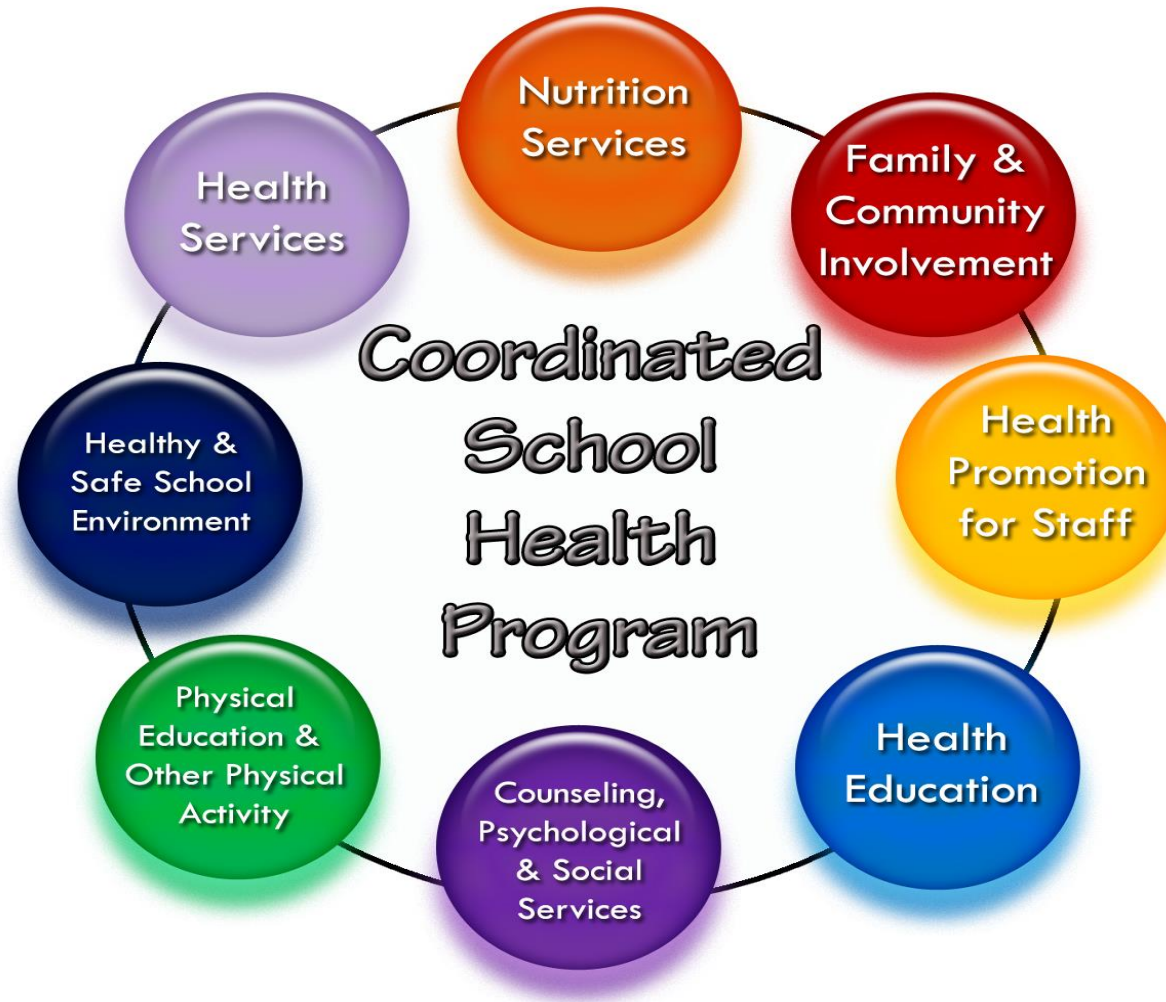 Nutrition
Services
Family &
Community
Involvement
Health
Promotion
for Staff
Health
Education
Counseling,
Psychological
& Social
Services
Physical
Education &
Other Physical
Activity
Healthy &
Safe School
Environment
Health
Services
Coordinated
School
Health
Program